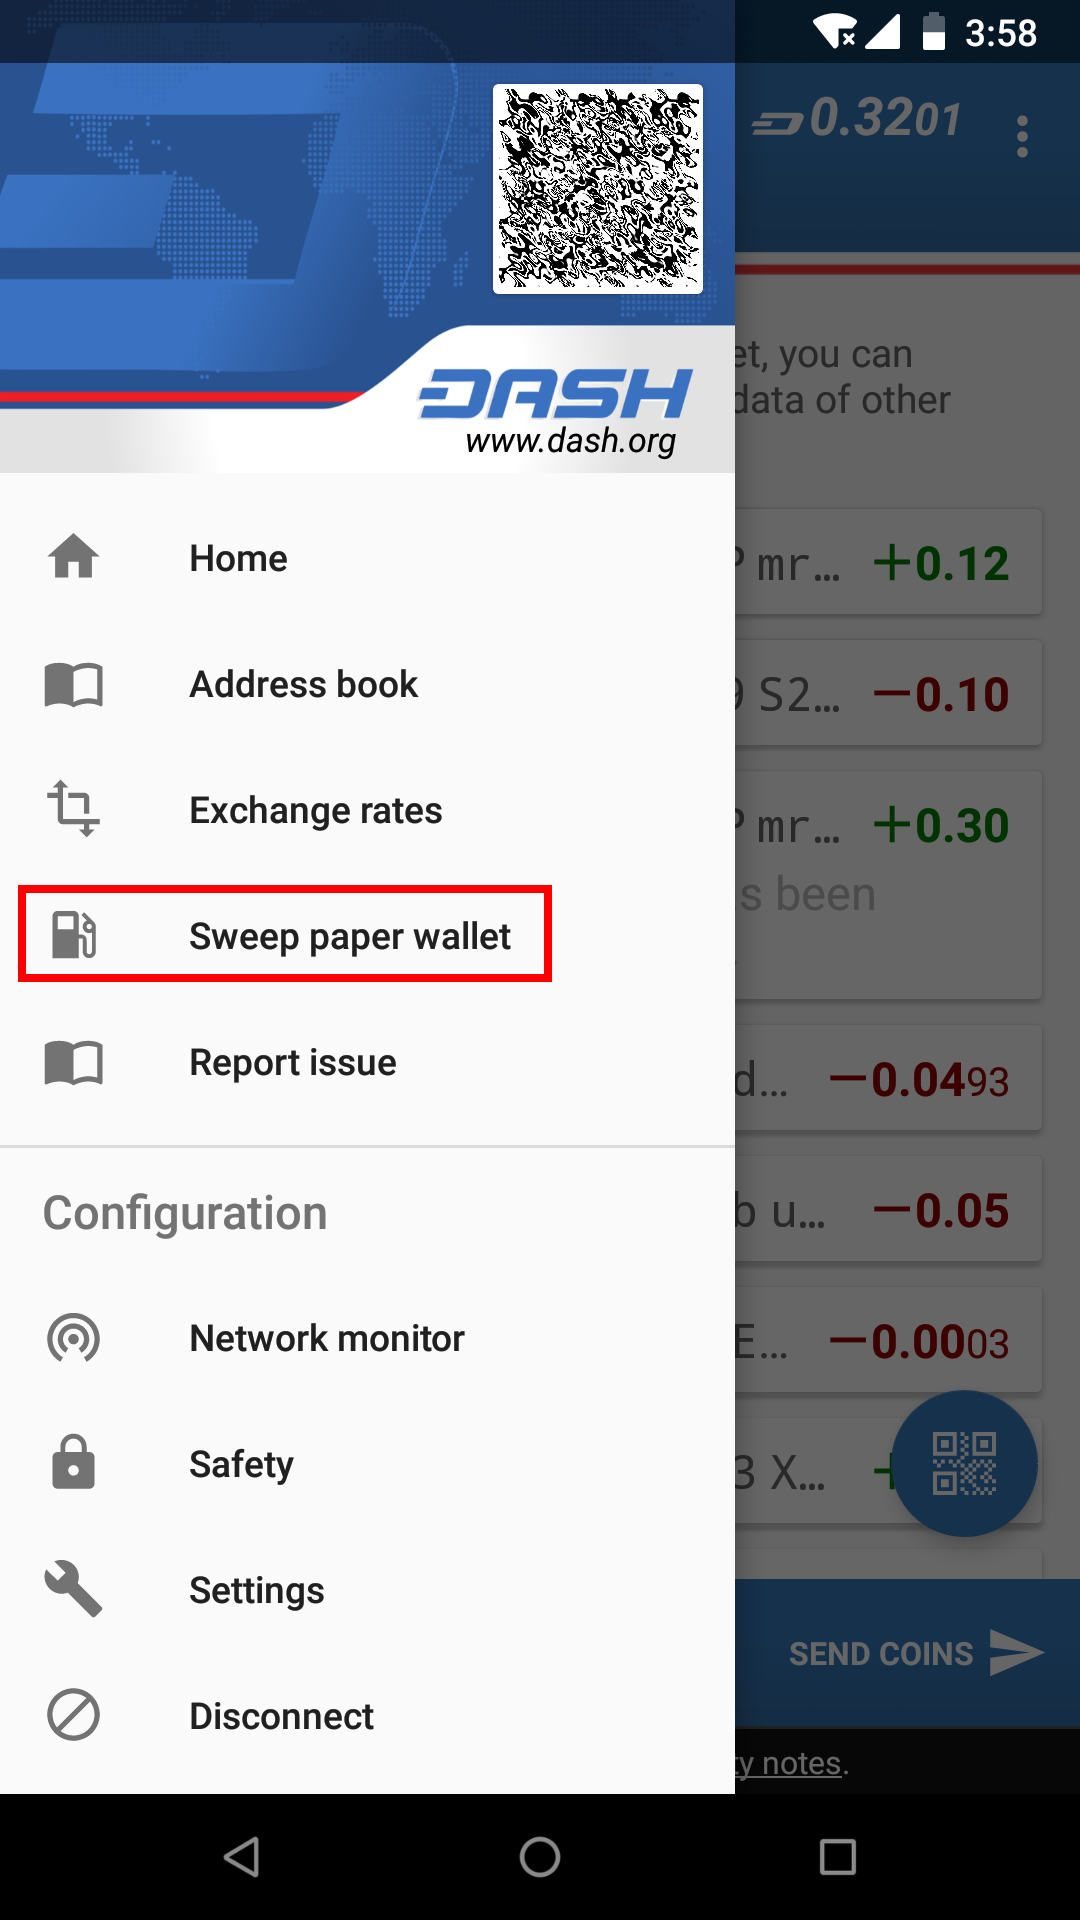 3:58
0.3201
DASH
www.dash.org
et, you can
data of other
Home
mr… +0.12
Address book
S2… −0.10
Exchange rates
mr… +0.30
s been
Sweep paper wallet
Report issue
d… −0.0493
Configuration
b u… −0.05
Network monitor
E… −0.0003
Safety
3 X… +
Settings
SEND COINS
Disconnect
ty notes.